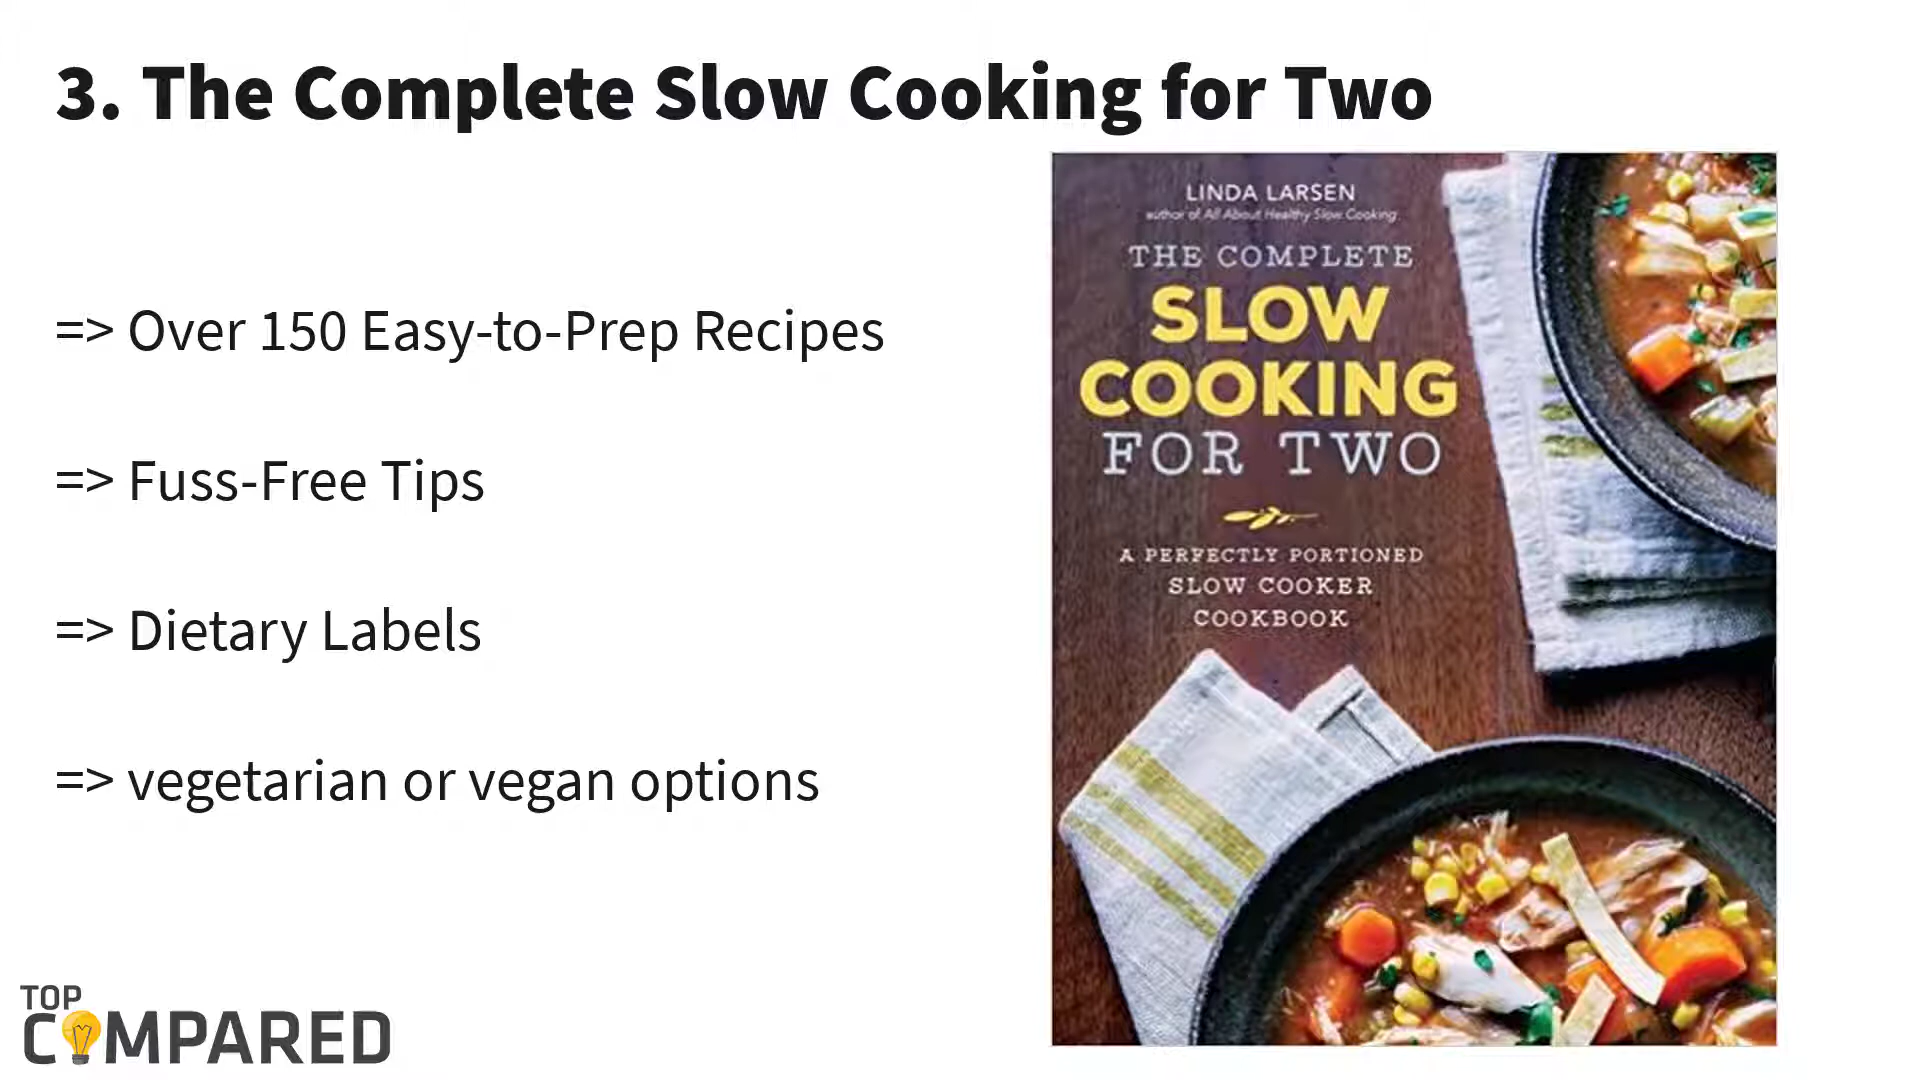 3. The Complete Slow Cooking for Two
=> Over 150 Easy-to-Prep Recipes
=> Fuss-Free Tips
=> Dietary Labels
=> vegetarian or vegan options
LINDA LARSEN
author of All About Healthy Slow Cooking
THE COMPLETE
SLOW
COOKING
FOR TWO
A PERFECTLY PORTIONED
SLOW COOKER
COOKBOOK
TOP
COMPARED